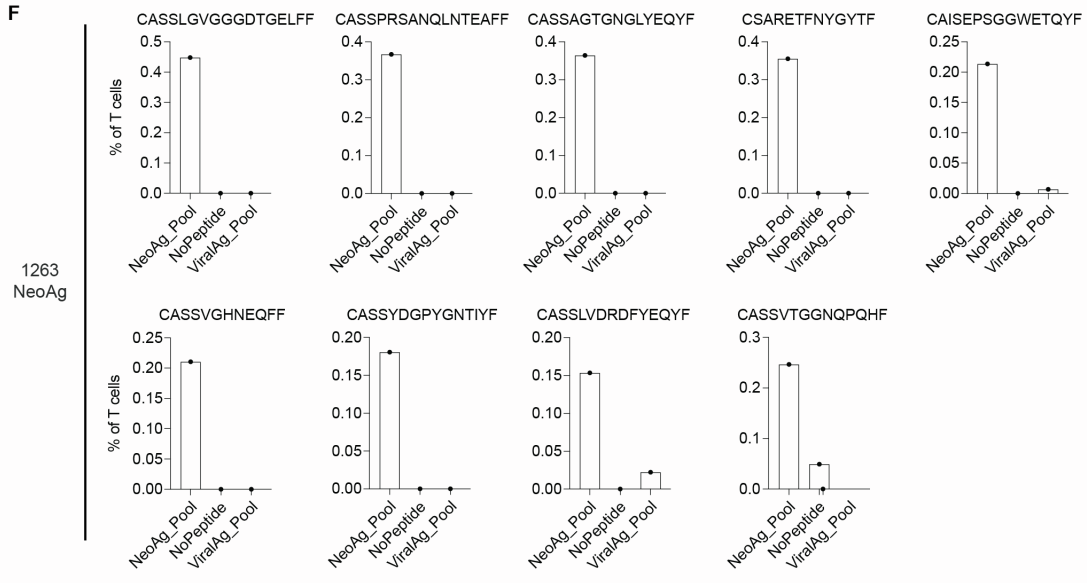 F
CASSLGVGGGDTGELFF
CASSPRSANQLNTEAFF
CASSAGTGNGLYEQYF
CSARETFNYGYTF
CAISEPSGGWETQYF
% of T cells
0.5
0.4
0.3
0.2
0.1
0.0
NeoAg_Pool
NoPeptide
ViralAg_Pool
0.4
0.3
0.2
0.1
0.0
NeoAg_Pool
NoPeptide
ViralAg_Pool
0.4
0.3
0.2
0.1
0.0
NeoAg_Pool
NoPeptide
ViralAg_Pool
0.4
0.3
0.2
0.1
0.0
NeoAg_Pool
NoPeptide
ViralAg_Pool
0.25
0.20
0.15
0.10
0.05
0.00
NeoAg_Pool
NoPeptide
ViralAg_Pool
1263
NeoAg
CASSVGHNEQFF
CASSYDGPYGNTIYF
CASSLVDRDFYEQYF
CASSVTGGNQPQHF
% of T cells
0.25
0.20
0.15
0.10
0.05
0.00
NeoAg_Pool
NoPeptide
ViralAg_Pool
0.20
0.15
0.10
0.05
0.00
NeoAg_Pool
NoPeptide
ViralAg_Pool
0.20
0.15
0.10
0.05
0.00
NeoAg_Pool
NoPeptide
ViralAg_Pool
0.3
0.2
0.1
0.0
NeoAg_Pool
NoPeptide
ViralAg_Pool